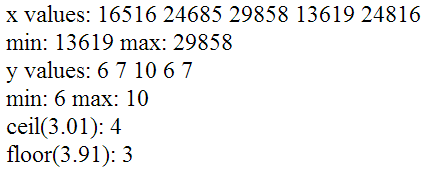 x values: 16516 24685 29858 13619 24816
min: 13619 max: 29858
y values: 6 7 10 6 7
min: 6 max: 10
ceil(3.01): 4
floor(3.91): 3